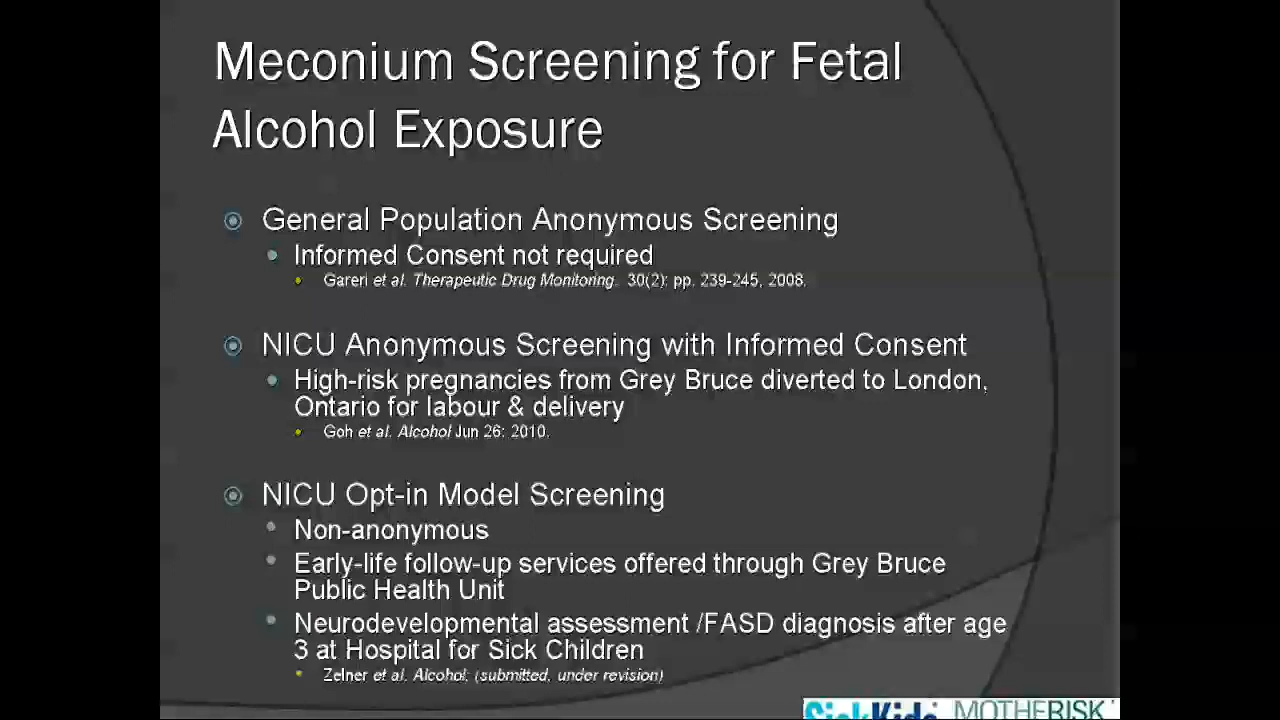 Meconium Screening for Fetal
Alcohol Exposure
General Population Anonymous Screening
Informed Consent not required
Gareri et al. Therapeutic Drug Monitoring. 30(2): pp. 239-245, 2008.
NICU Anonymous Screening with Informed Consent
High-risk pregnancies from Grey Bruce diverted to London,
Ontario for labour & delivery
Goh et al. Alcohol Jun 26: 2010.
NICU Opt-in Model Screening
Non-anonymous
Early-life follow-up services offered through Grey Bruce
Public Health Unit
Neurodevelopmental assessment /FASD diagnosis after age
3 at Hospital for Sick Children
Zelner et al. Alcohol; (submitted, under revision)
SickKids MOTHERISK